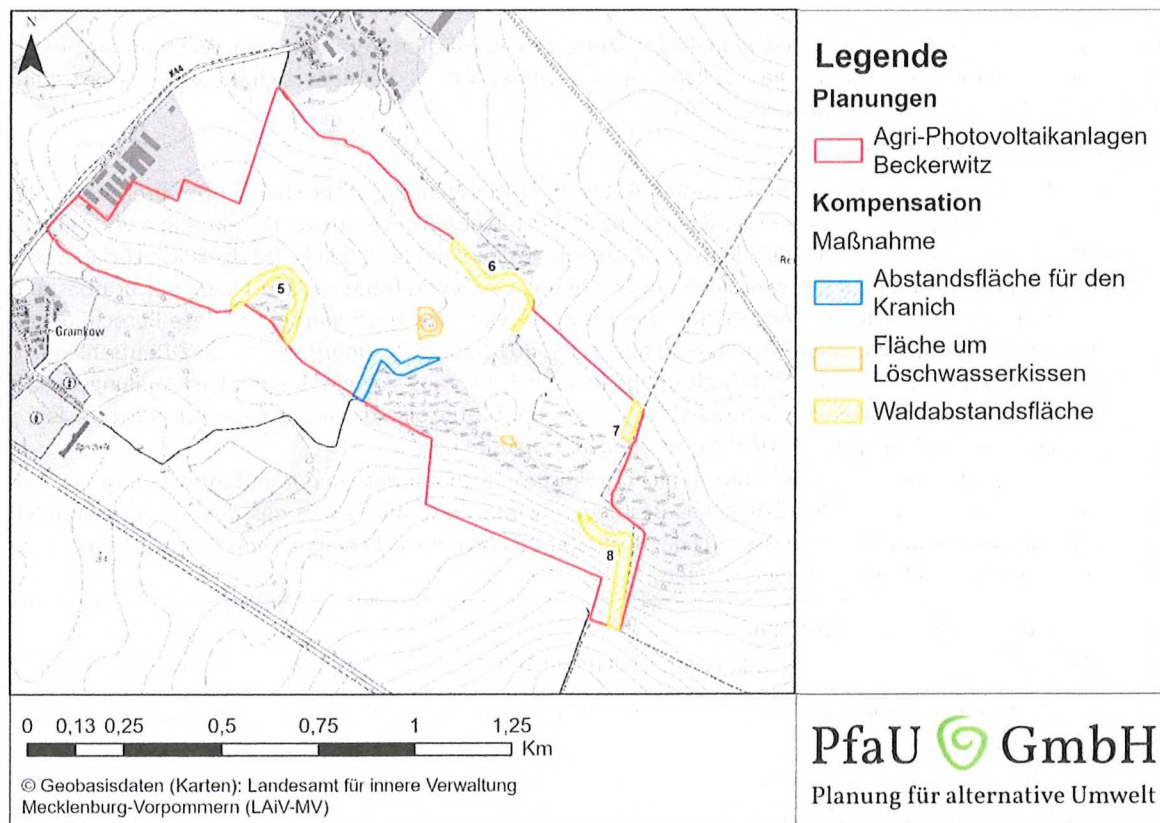 N
K44
6
5
Gramkow
7
8
Legende
Planungen
Agri-Photovoltaikanlagen
Beckerwitz
Kompensation
Maßnahme
Abstandsfläche für den
Kranich
Fläche um
Löschwasserkissen
Waldabstandsfläche
0 0,13 0,25 0,5 0,75 1 1,25
Km
© Geobasisdaten (Karten): Landesamt für innere Verwaltung
Mecklenburg-Vorpommern (LAiV-MV)
PfaU GmbH
Planung für alternative Umwelt